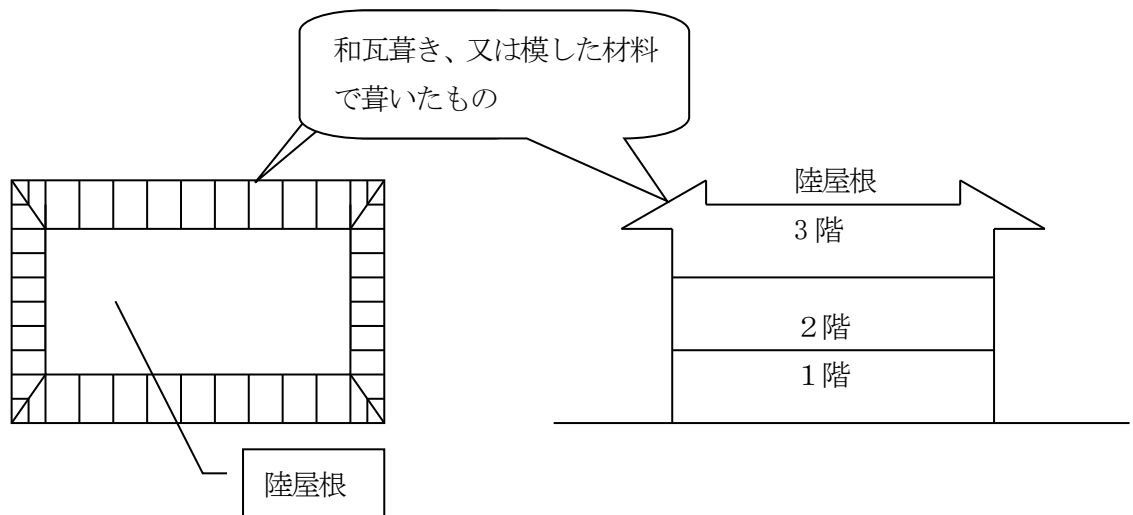 和瓦葺き、又は模した材料
で葺いたもの
陸屋根
3階
2階
1階
陸屋根